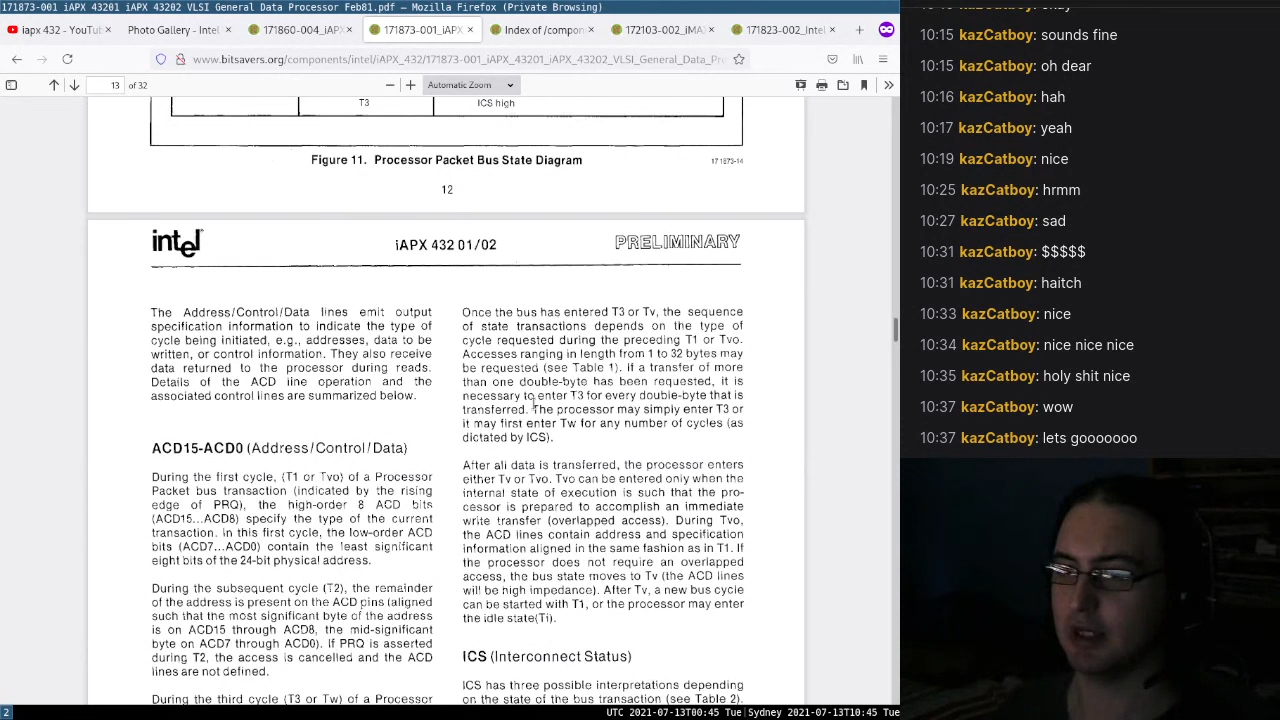 171873-001 iAPX 43201 iAPX 43202 VLSI General Data Processor Feb81.pdf — Mozilla Firefox (Private Browsing)
iapx 432 - YouTu
Photo Gallery - Intel
171860-004_iAPX
171873-001_iAPX
Index of /compon
172103-002_iMAX
171823-002_Intel
www.bitsavers.org/components/intel/iAPX_432/171873-001_iAPX_43201_iAPX_43202_VLSI_General_Data_Pr
13 of 32
Automatic Zoom
T3 ICS high
Figure 11. Processor Packet Bus State Diagram
171873-14
12
intel
iAPX 432 01/02
PRELIMINARY
The Address/Control/Data lines emit output
specification information to indicate the type of
cycle being initiated, e.g., addresses, data to be
written, or control information. They also receive
data returned to the processor during reads.
Details of the ACD line operation and the
associated control lines are summarized below.
ACD15-ACD0 (Address/Control/Data)
During the first cycle, (T1 or Tvo) of a Processor
Packet bus transaction (indicated by the rising
edge of PRQ), the high-order 8 ACD bits
(ACD15...ACD8) specify the type of the current
transaction. In this first cycle, the low-order ACD
bits (ACD7...ACD0) contain the least significant
eight bits of the 24-bit physical address.
During the subsequent cycle (T2), the remainder
of the address is present on the ACD pins (aligned
such that the most significant byte of the address
is on ACD15 through ACD8, the mid-significant
byte on ACD7 through ACD0). If PRQ is asserted
during T2, the access is cancelled and the ACD
lines are not defined.
During the third cycle (T3 or Tw) of a Processor
Once the bus has entered T3 or Tv, the sequence
of state transactions depends on the type of
cycle requested during the preceding T1 or Tvo.
Accesses ranging in length from 1 to 32 bytes may
be requested (see Table 1). If a transfer of more
than one double-byte has been requested, it is
necessary to enter T3 for every double-byte that is
transferred. The processor may simply enter T3 or
it may first enter Tw for any number of cycles (as
dictated by ICS).
After all data is transferred, the processor enters
either Tv or Tvo. Tvo can be entered only when the
internal state of execution is such that the pro-
cessor is prepared to accomplish an immediate
write transfer (overlapped access). During Tvo,
the ACD lines contain address and specification
information aligned in the same fashion as in T1. If
the processor does not require an overlapped
access, the bus state moves to Tv (the ACD lines
will be high impedance). After Tv, a new bus cycle
can be started with T1, or the processor may enter
the idle state(Ti).
ICS (Interconnect Status)
ICS has three possible interpretations depending
on the state of the bus transaction (see Table 2).
10:15 kazCatboy: sounds fine
10:15 kazCatboy: oh dear
10:16 kazCatboy: hah
10:17 kazCatboy: yeah
10:19 kazCatboy: nice
10:25 kazCatboy: hrmm
10:27 kazCatboy: sad
10:31 kazCatboy: $$$$$
10:31 kazCatboy: haitch
10:33 kazCatboy: nice
10:34 kazCatboy: nice nice nice
10:35 kazCatboy: holy shit nice
10:37 kazCatboy: wow
10:37 kazCatboy: lets gooooooo
2
UTC 2021-07-13T00:45 Tue Sydney 2021-07-13T10:45 Tue